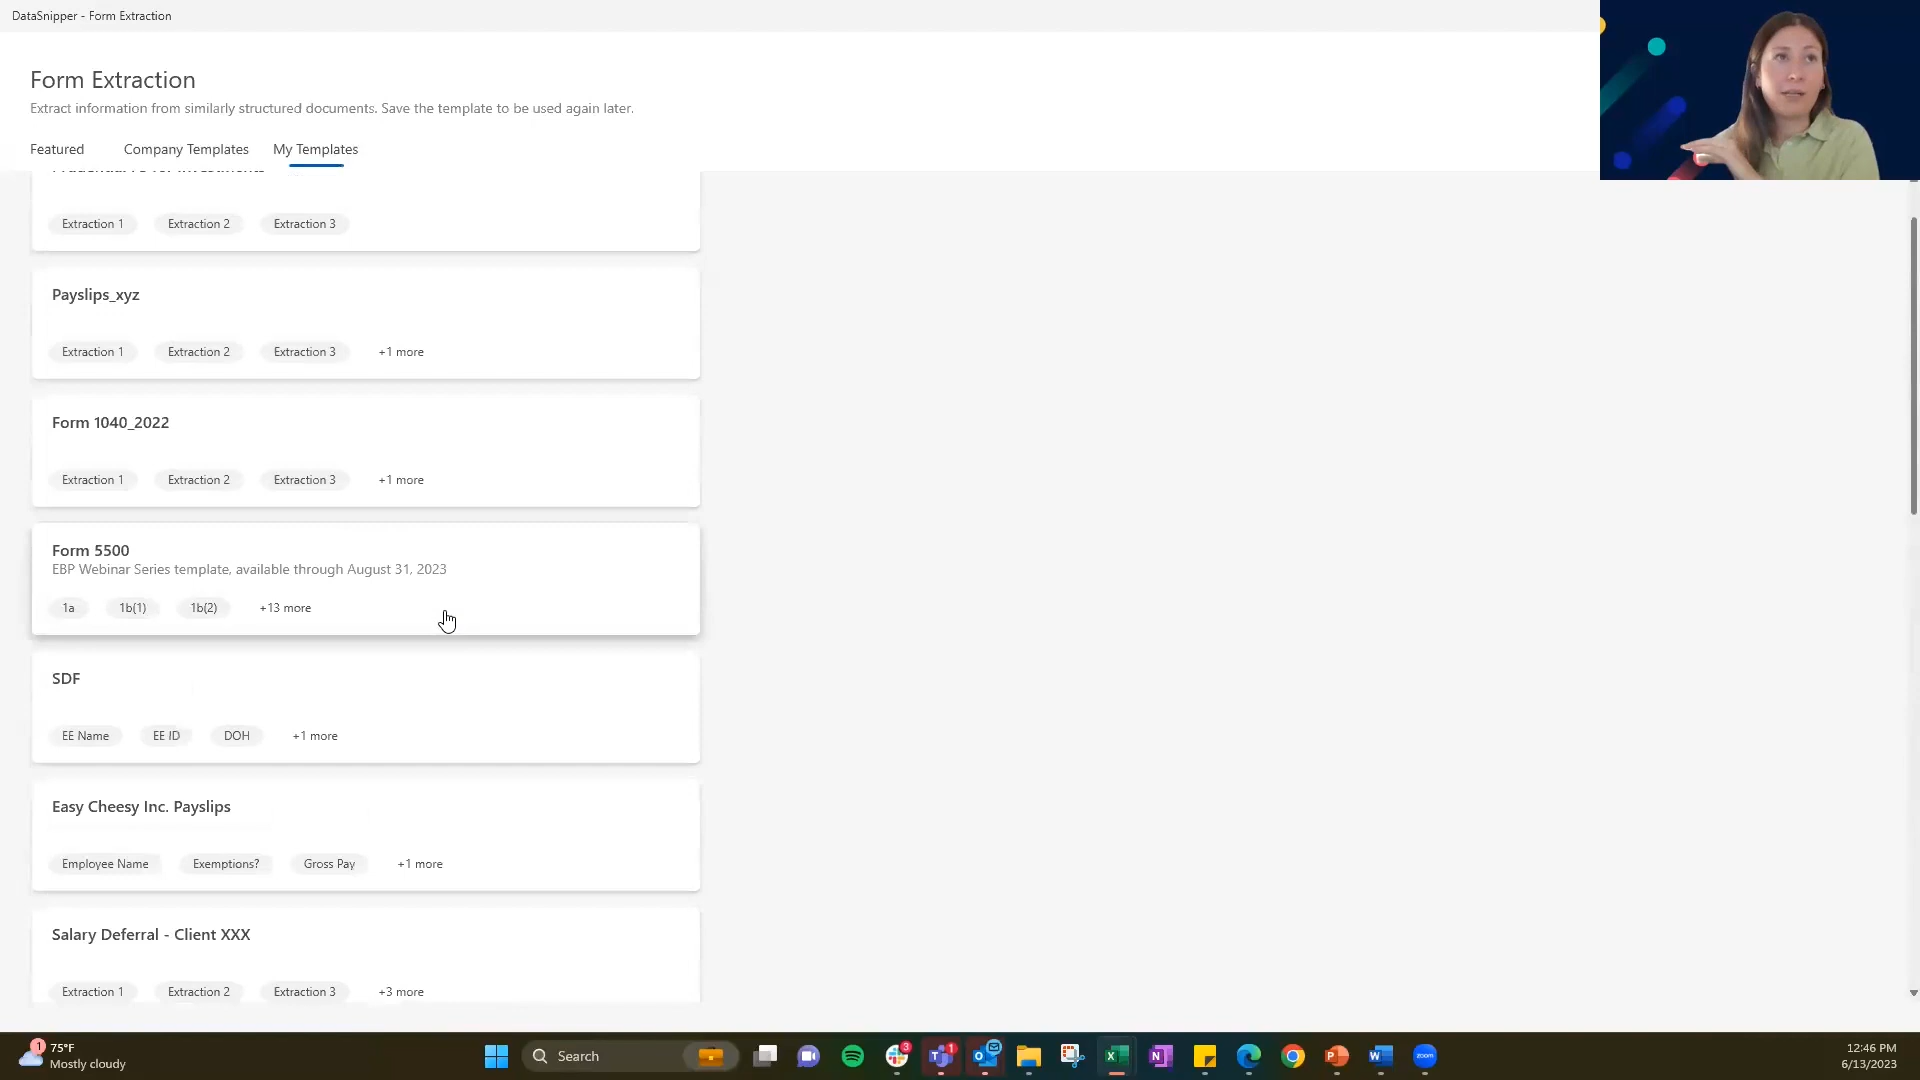 DataSnipper - Form Extraction
Form Extraction
Extract information from similarly structured documents. Save the template to be used again later.
Featured Company Templates My Templates
Extraction 1 Extraction 2 Extraction 3
Payslips_xyz
Extraction 1 Extraction 2 Extraction 3 +1 more
Form 1040_2022
Extraction 1 Extraction 2 Extraction 3 +1 more
Form 5500
EBP Webinar Series template, available through August 31, 2023
1a 1b(1) 1b(2) +13 more
SDF
EE Name EE ID DOH +1 more
Easy Cheesy Inc. Payslips
Employee Name Exemptions? Gross Pay +1 more
Salary Deferral - Client XXX
Extraction 1 Extraction 2 Extraction 3 +3 more
1 75°F
Mostly cloudy
Search
3
1
zoom
12:46 PM
6/13/2023